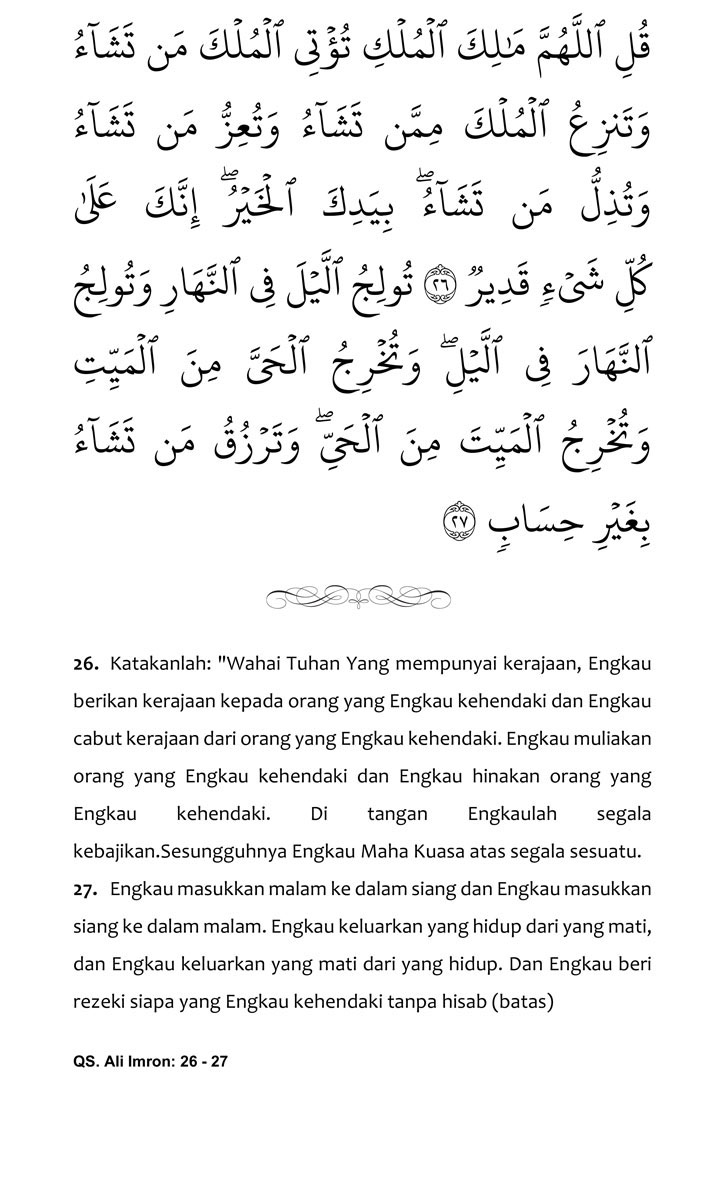 قُلِ ٱللَّهُمَّ مَٰلِكَ ٱلْمُلْكِ تُؤْتِى ٱلْمُلْكَ مَن تَشَآءُ
وَتَنزِعُ ٱلْمُلْكَ مِمَّن تَشَآءُ وَتُعِزُّ مَن تَشَآءُ
وَتُذِلُّ مَن تَشَآءُ ۖ بِيَدِكَ ٱلْخَيْرُ ۖ إِنَّكَ عَلَىٰ
كُلِّ شَىْءٍ قَدِيرٌ ٢٦ تُولِجُ ٱلَّيْلَ فِى ٱلنَّهَارِ وَتُولِجُ
ٱلنَّهَارَ فِى ٱلَّيْلِ ۖ وَتُخْرِجُ ٱلْحَىَّ مِنَ ٱلْمَيِّتِ
وَتُخْرِجُ ٱلْمَيِّتَ مِنَ ٱلْحَىِّ ۖ وَتَرْزُقُ مَن تَشَآءُ
بِغَيْرِ حِسَابٍ ٢٧
26. Katakanlah: "Wahai Tuhan Yang mempunyai kerajaan, Engkau
berikan kerajaan kepada orang yang Engkau kehendaki dan Engkau
cabut kerajaan dari orang yang Engkau kehendaki. Engkau muliakan
orang yang Engkau kehendaki dan Engkau hinakan orang yang
Engkau kehendaki. Di tangan Engkaulah segala
kebajikan.Sesungguhnya Engkau Maha Kuasa atas segala sesuatu.
27. Engkau masukkan malam ke dalam siang dan Engkau masukkan
siang ke dalam malam. Engkau keluarkan yang hidup dari yang mati,
dan Engkau keluarkan yang mati dari yang hidup. Dan Engkau beri
rezeki siapa yang Engkau kehendaki tanpa hisab (batas)
QS. Ali Imron: 26 - 27